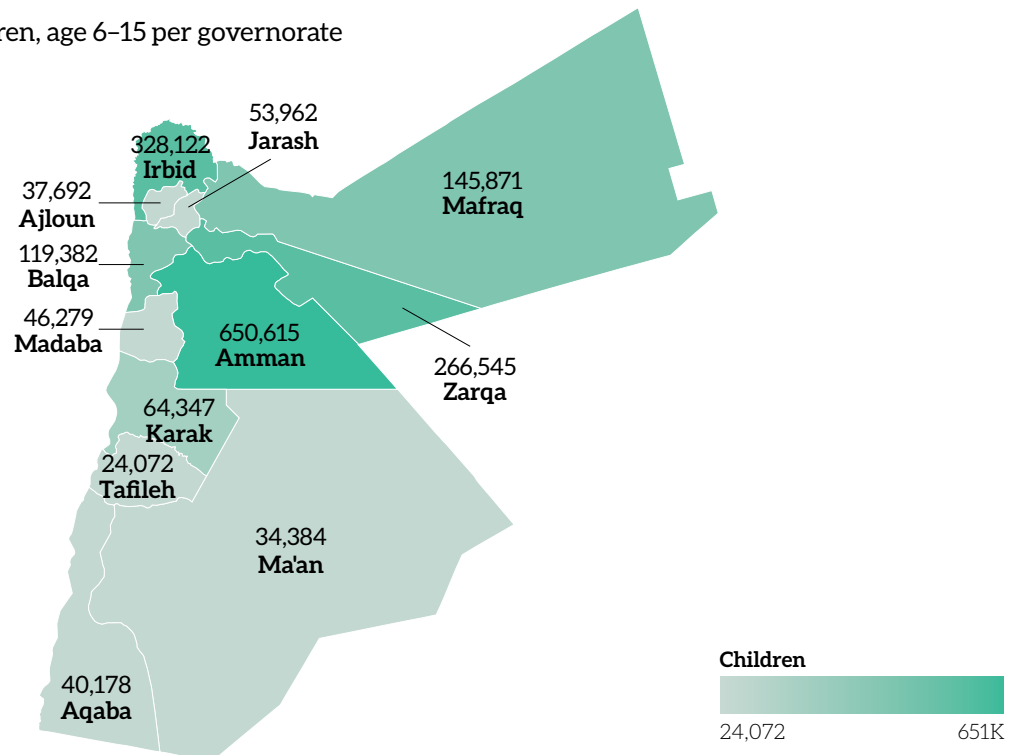 ren, age 6–15 per governorate
53,962
Jarash
328,122
Irbid
37,692
Ajloun
145,871
Mafraq
119,382
Balqa
46,279
Madaba
650,615
Amman
266,545
Zarqa
64,347
Karak
24,072
Tafileh
34,384
Ma'an
40,178
Aqaba
Children
24,072 651K